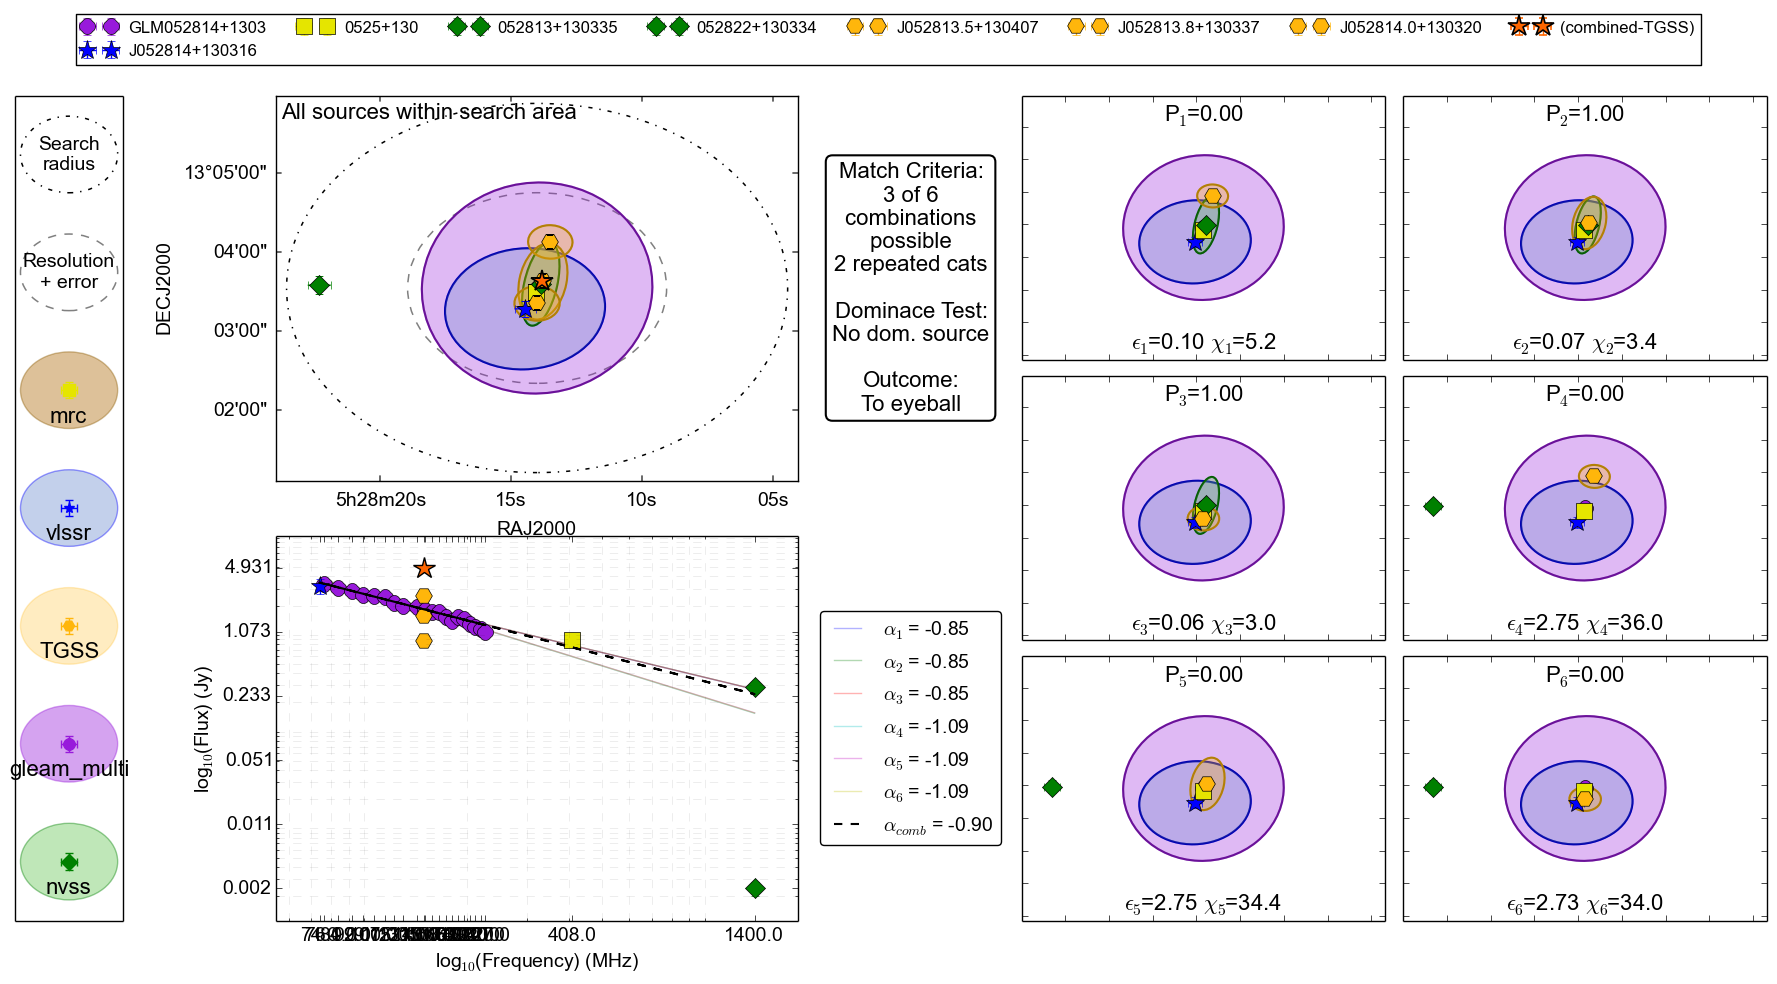 GLM052814+1303 0525+130 052813+130335 052822+130334 J052813.5+130407 J052813.8+130337 J052814.0+130320 (combined-TGSS)
J052814+130316
Search
radius
Resolution
+ error
mrc
vlssr
TGSS
gleam_multi
nvss
All sources within search area
DECJ2000
13°05'00"
04'00"
03'00"
02'00"
5h28m20s 15s 10s 05s
RAJ2000
Match Criteria:
3 of 6
combinations
possible
2 repeated cats
Dominace Test:
No dom. source
Outcome:
To eyeball
log10(Flux) (Jy)
4.931
1.073
0.233
0.051
0.011
0.002
408.0 1400.0
log10(Frequency) (MHz)
α1 = -0.85
α2 = -0.85
α3 = -0.85
α4 = -1.09
α5 = -1.09
α6 = -1.09
αcomb = -0.90
P1=0.00
ϵ1=0.10 χ1=5.2
P2=1.00
ϵ2=0.07 χ2=3.4
P3=1.00
ϵ3=0.06 χ3=3.0
P4=0.00
ϵ4=2.75 χ4=36.0
P5=0.00
ϵ5=2.75 χ5=34.4
P6=0.00
ϵ6=2.73 χ6=34.0